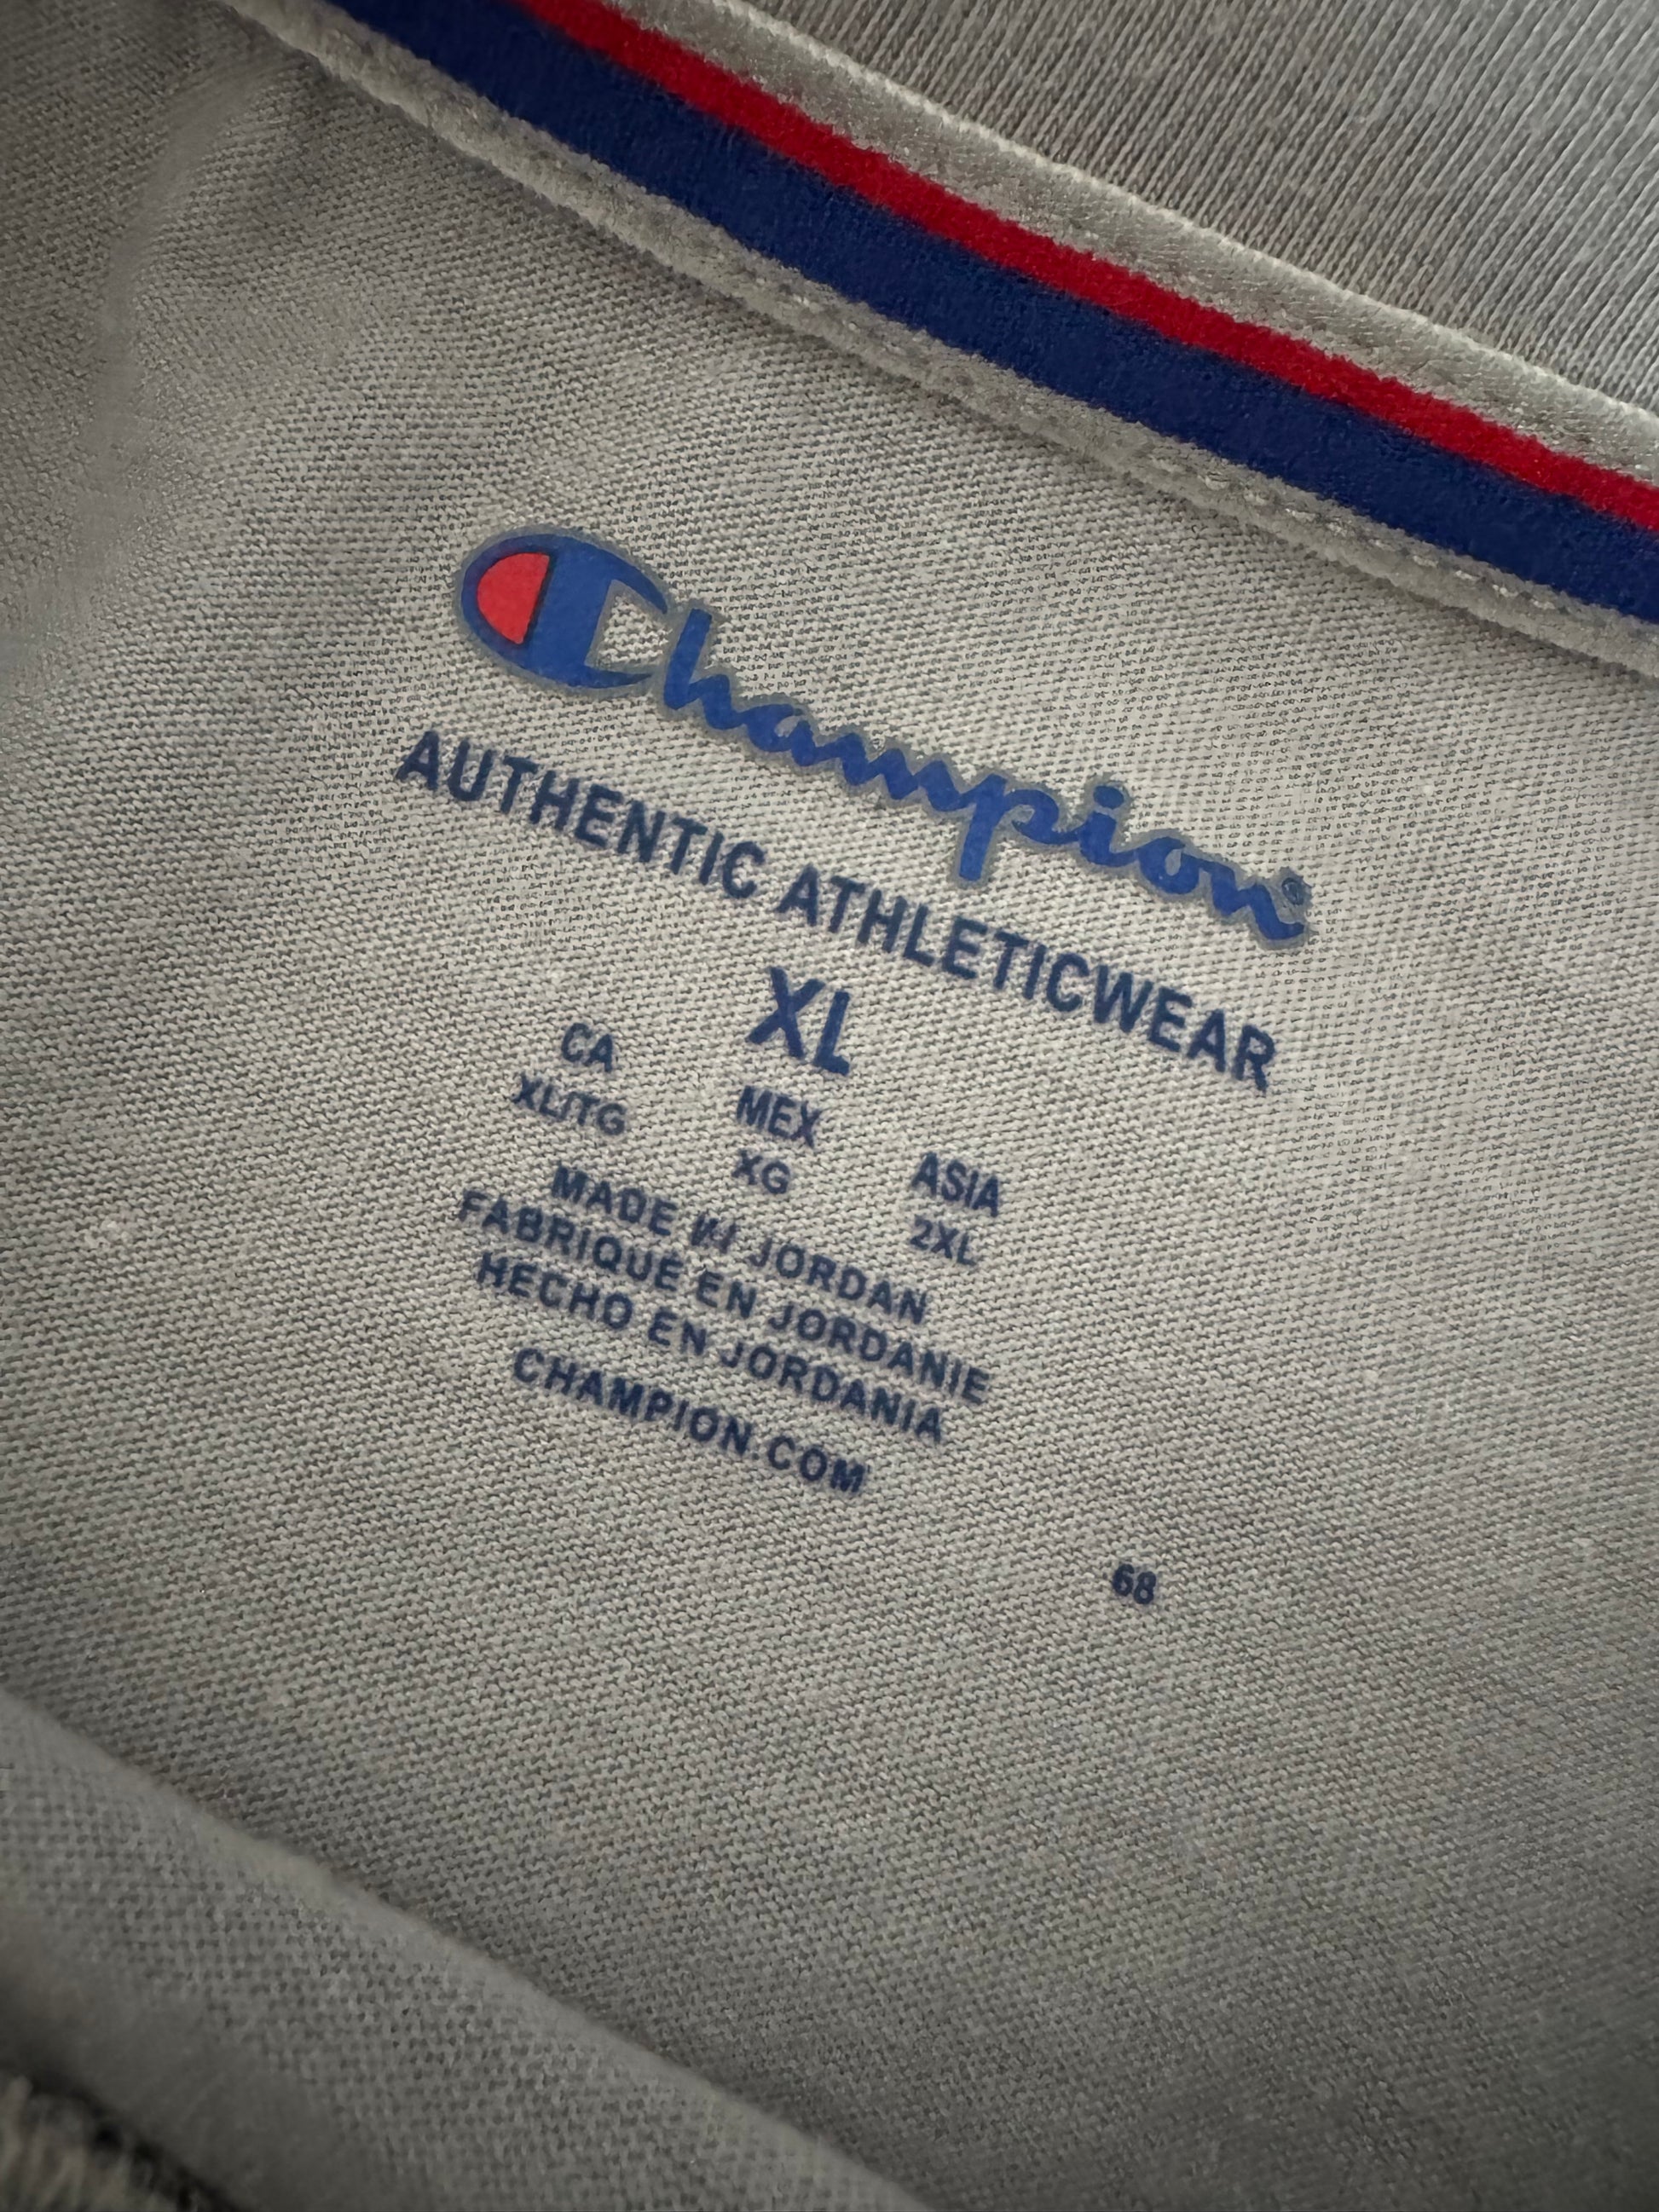 Champion®
AUTHENTIC ATHLETICWEAR
XL
CA MEX ASIA
XL/TG XG 2XL
MADE IN JORDAN
FABRIQUÉ EN JORDANIE
HECHO EN JORDANIA
CHAMPION.COM
68